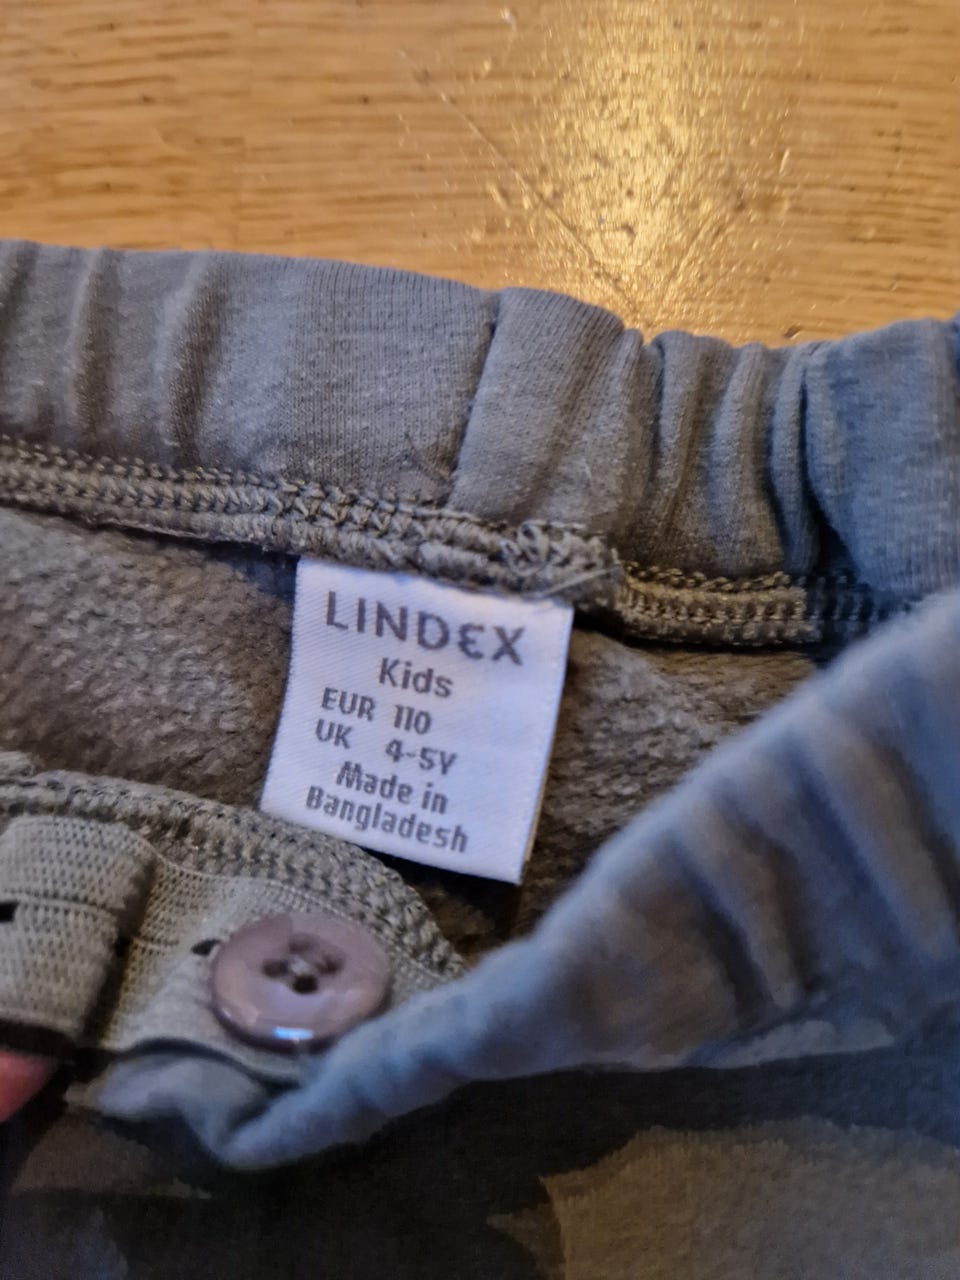 LINDEX
Kids
EUR 110
UK 4-5Y
Made in
Bangladesh